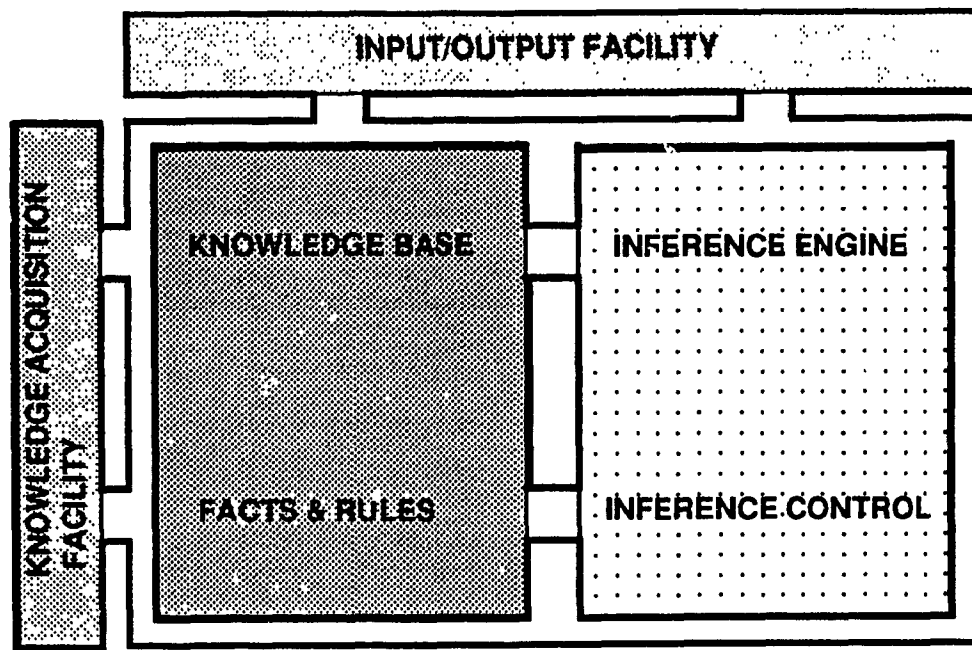 INPUT/OUTPUT FACILITY
KNOWLEDGE ACQUISITION
FACILITY
KNOWLEDGE BASE
INFERENCE ENGINE
FACTS & RULES
INFERENCE CONTROL